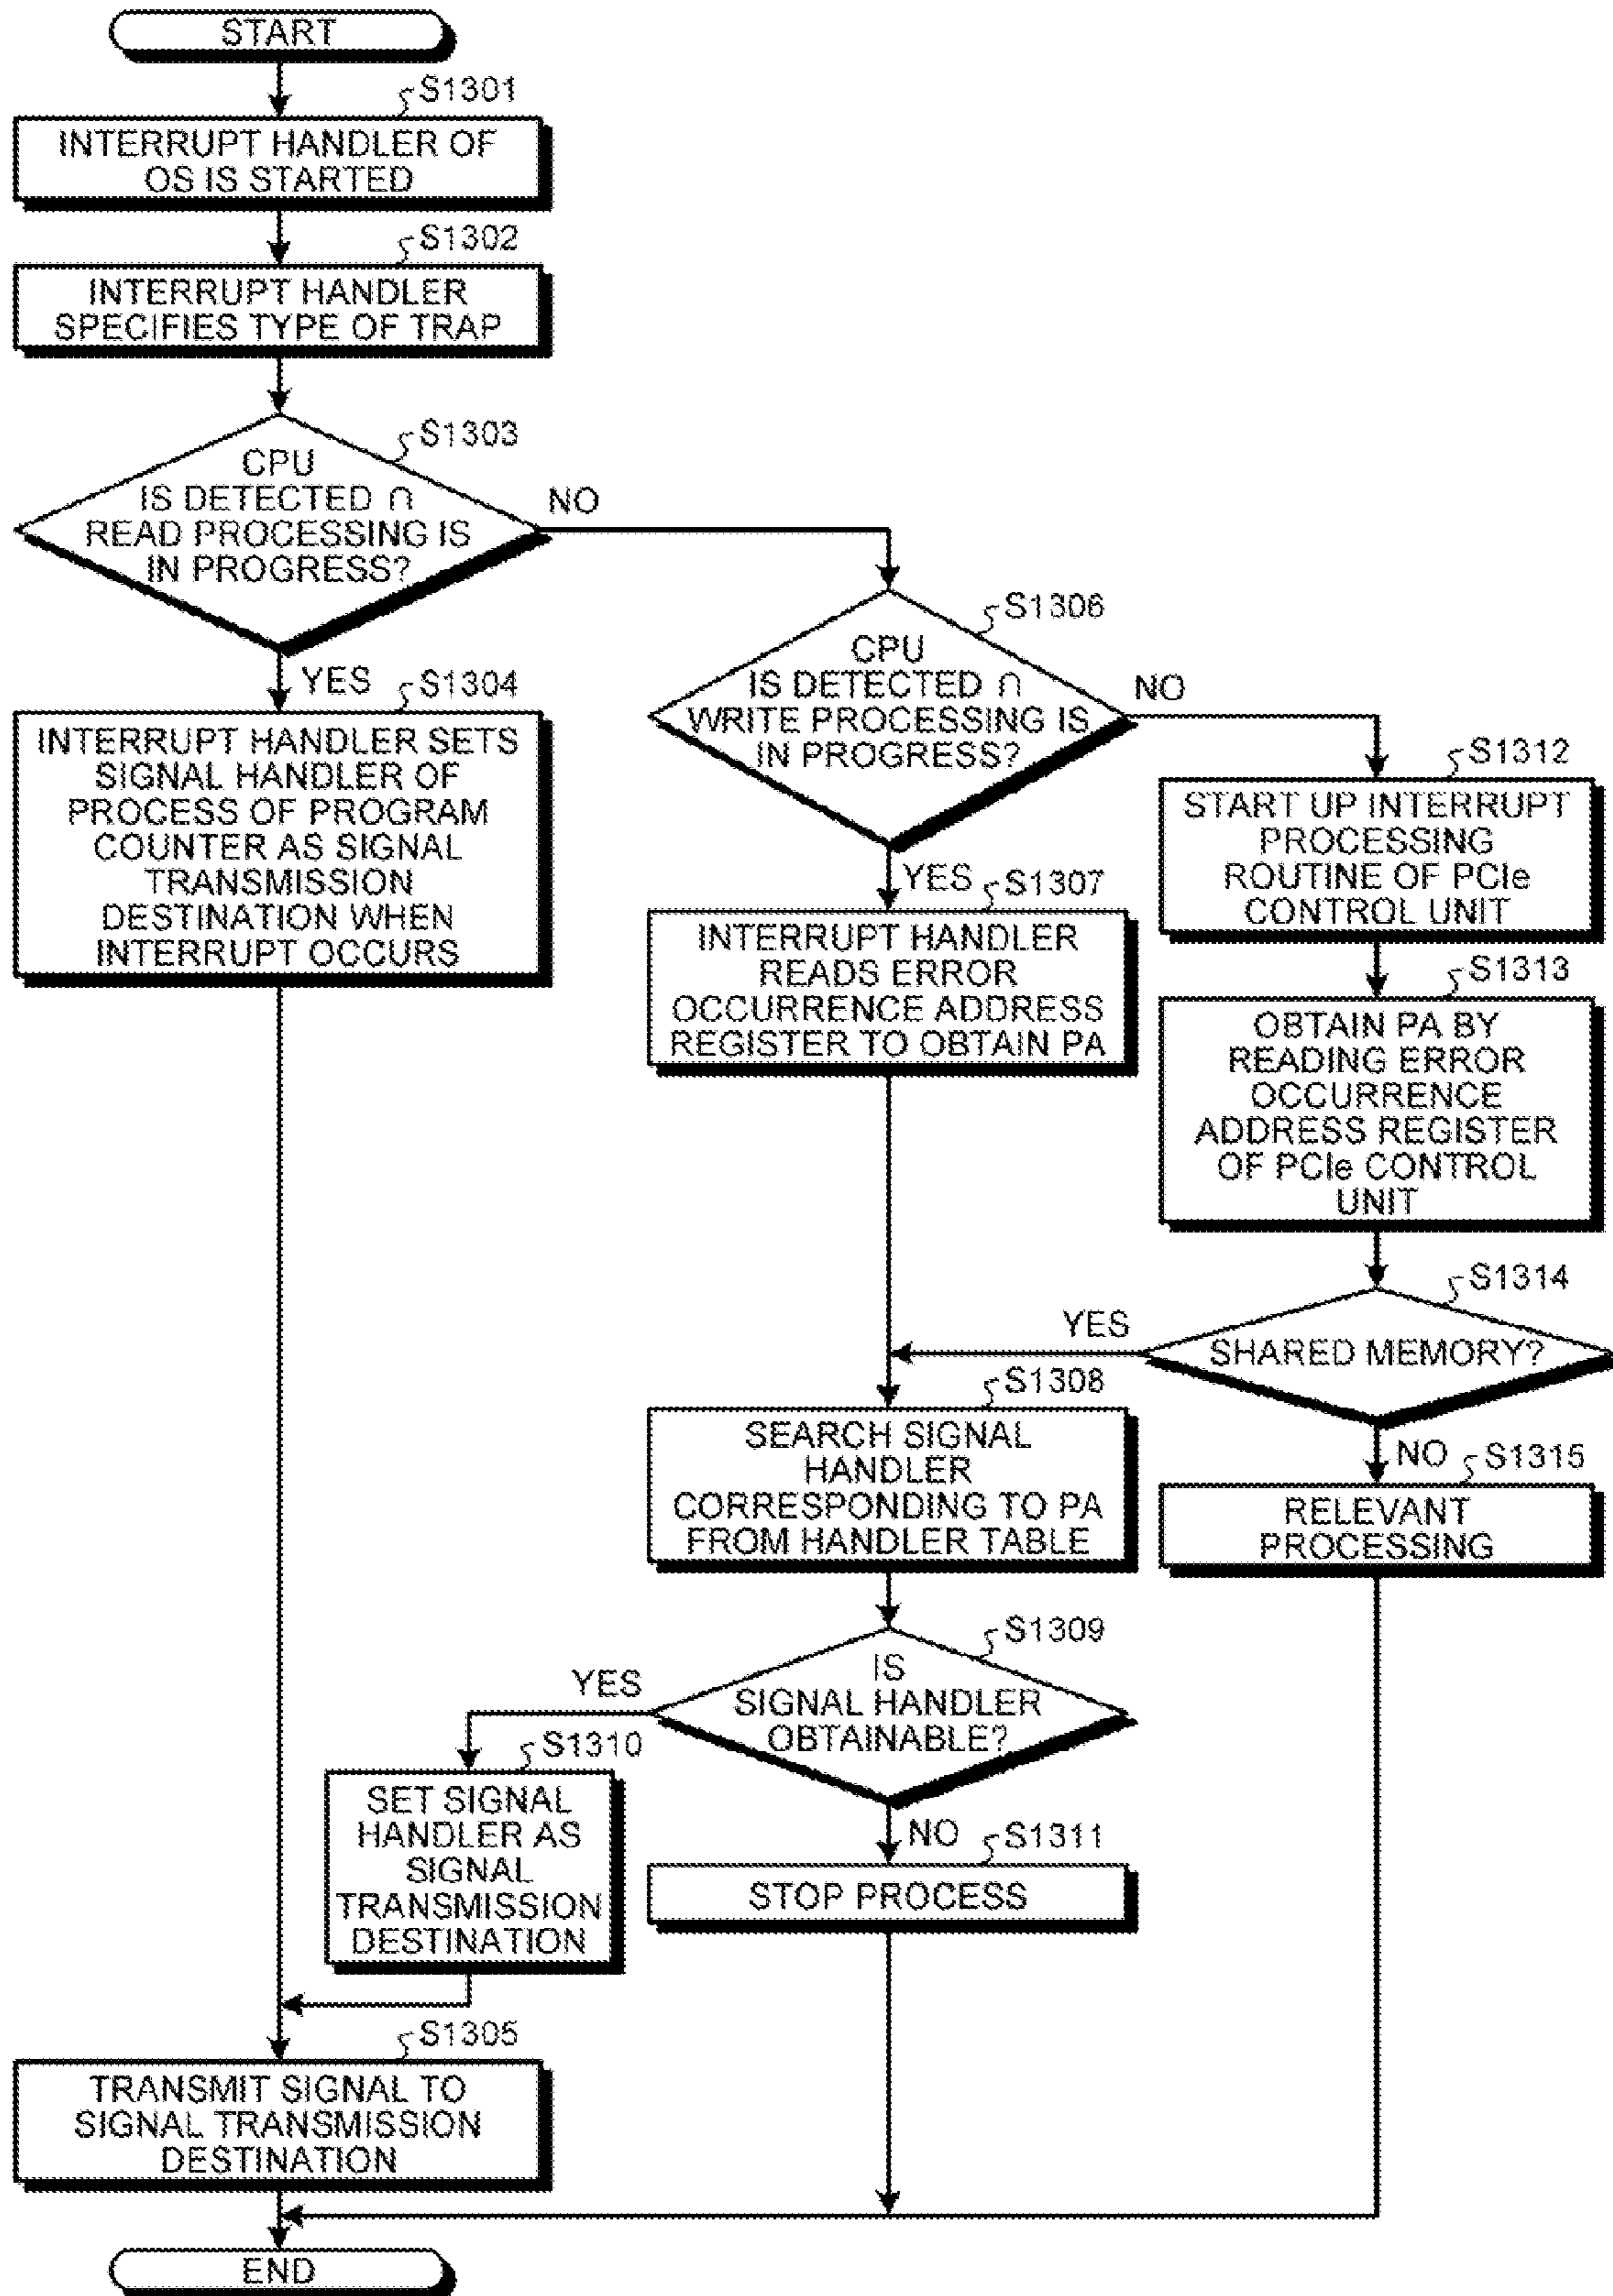 START
S1301
INTERRUPT HANDLER OF
OS IS STARTED
S1302
INTERRUPT HANDLER
SPECIFIES TYPE OF TRAP
S1303
CPU
IS DETECTED ∩
READ PROCESSING IS
IN PROGRESS?
NO
YES
S1304
INTERRUPT HANDLER SETS
SIGNAL HANDLER OF
PROCESS OF PROGRAM
COUNTER AS SIGNAL
TRANSMISSION
DESTINATION WHEN
INTERRUPT OCCURS
S1306
CPU
IS DETECTED ∩
WRITE PROCESSING IS
IN PROGRESS?
NO
YES
S1307
INTERRUPT HANDLER
READS ERROR
OCCURRENCE ADDRESS
REGISTER TO OBTAIN PA
S1312
START UP INTERRUPT
PROCESSING
ROUTINE OF PCIe
CONTROL UNIT
S1313
OBTAIN PA BY
READING ERROR
OCCURRENCE
ADDRESS REGISTER
OF PCIe CONTROL
UNIT
S1314
SHARED MEMORY?
YES
NO
S1315
RELEVANT
PROCESSING
S1308
SEARCH SIGNAL
HANDLER
CORRESPONDING TO PA
FROM HANDLER TABLE
S1309
IS
SIGNAL HANDLER
OBTAINABLE?
YES
S1310
SET SIGNAL
HANDLER AS
SIGNAL
TRANSMISSION
DESTINATION
NO
S1311
STOP PROCESS
S1305
TRANSMIT SIGNAL TO
SIGNAL TRANSMISSION
DESTINATION
END